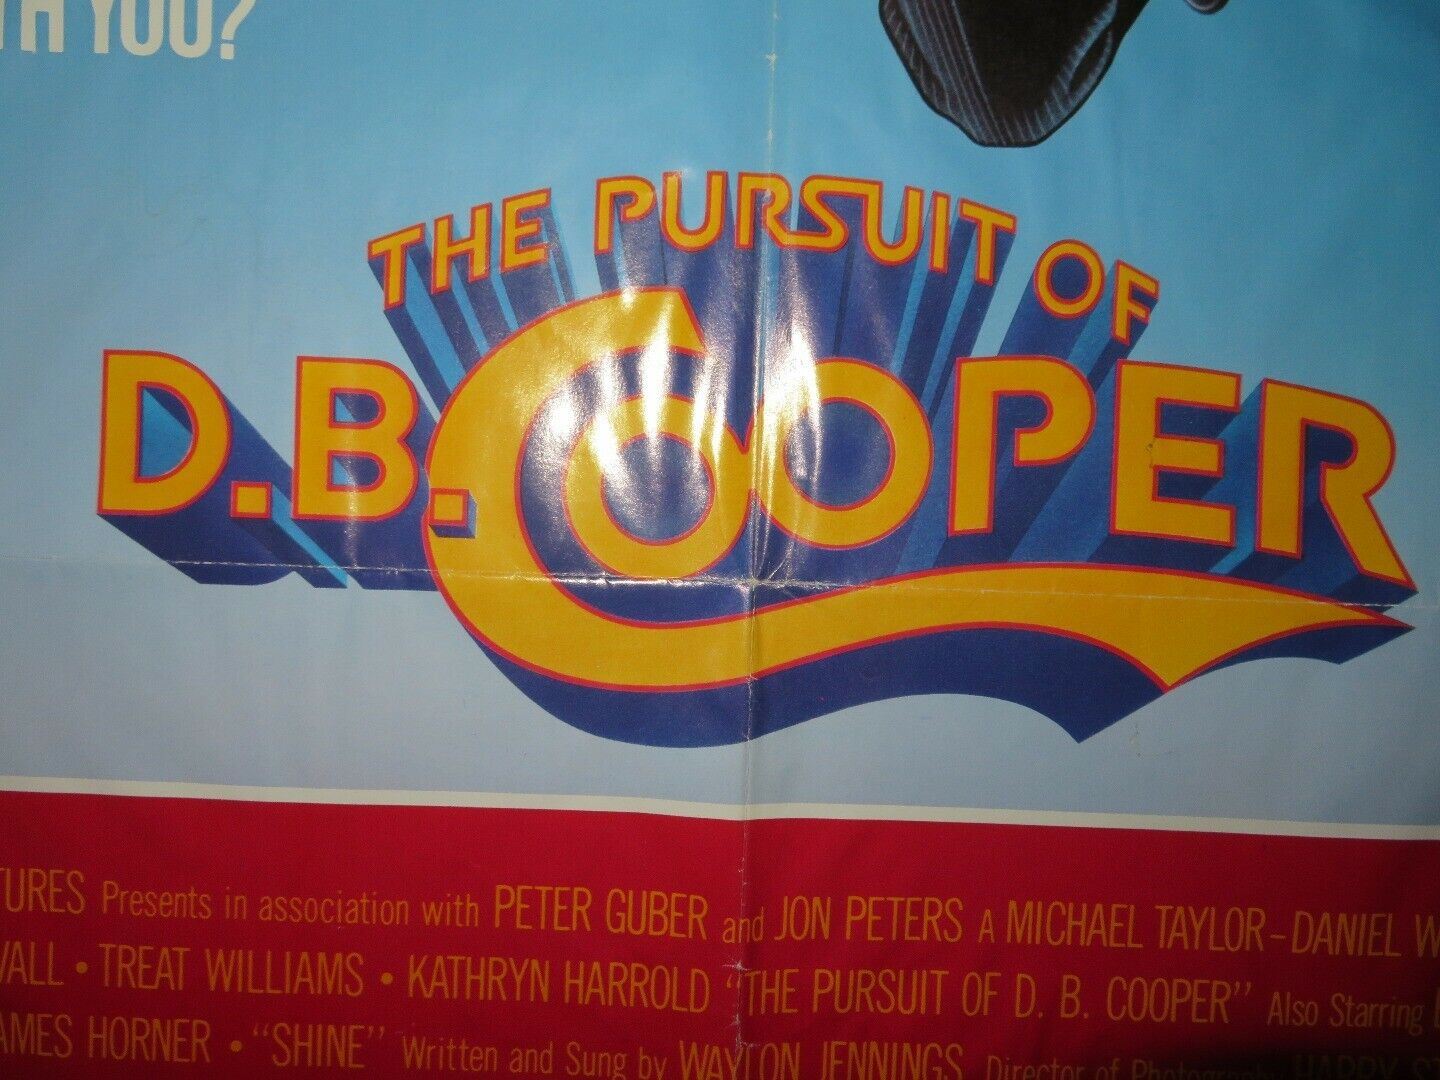 TH YOU?
THE PURSUIT OF
D.B. COOPER
TURES Presents in association with PETER GUBER and JON PETERS A MICHAEL TAYLOR-DANIEL W
VALL • TREAT WILLIAMS • KATHRYN HARROLD "THE PURSUIT OF D. B. COOPER" Also Starring
AMES HORNER • "SHINE" Written and Sung by WAYLON JENNINGS Director of Photography HARRY